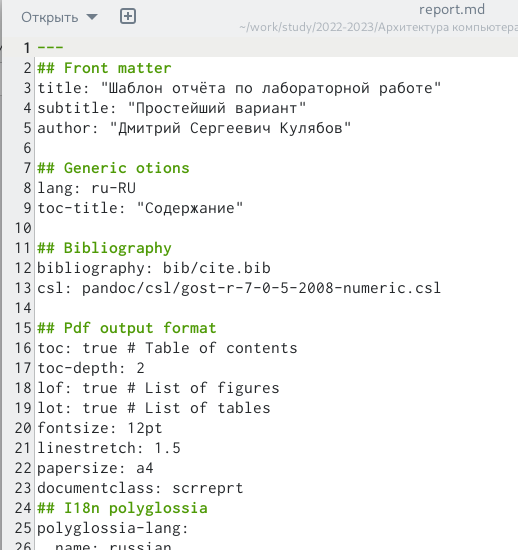 Открыть
report.md
~/work/study/2022-2023/Архитектура компьютера
1 ---
2 ## Front matter
3 title: "Шаблон отчёта по лабораторной работе"
4 subtitle: "Простейший вариант"
5 author: "Дмитрий Сергеевич Кулябов"
6
7 ## Generic otions
8 lang: ru-RU
9 toc-title: "Содержание"
10
11 ## Bibliography
12 bibliography: bib/cite.bib
13 csl: pandoc/csl/gost-r-7-0-5-2008-numeric.csl
14
15 ## Pdf output format
16 toc: true # Table of contents
17 toc-depth: 2
18 lof: true # List of figures
19 lot: true # List of tables
20 fontsize: 12pt
21 linestretch: 1.5
22 papersize: a4
23 documentclass: scrreprt
24 ## I18n polyglossia
25 polyglossia-lang:
26   name: russian